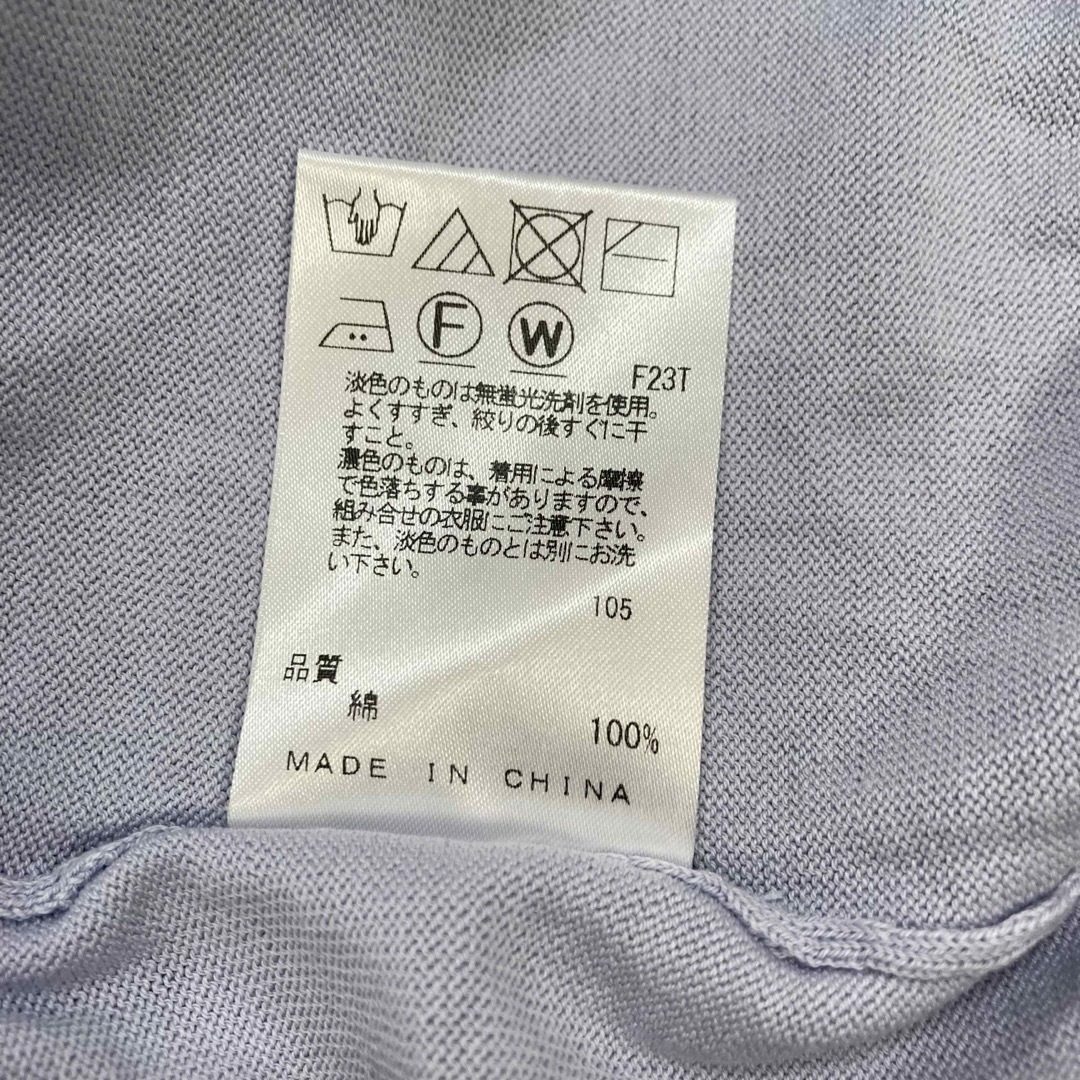 F
W
F23T
淡色のものは無蛍光洗剤を使用。
よくすすぎ、絞りの後すぐに干
すこと。
濃色のものは、着用による摩擦
で色落ちする事がありますので、
組み合せの衣服にご注意下さい。
また、淡色のものとは別にお洗
い下さい。
105
品質
綿 100%
MADE IN CHINA